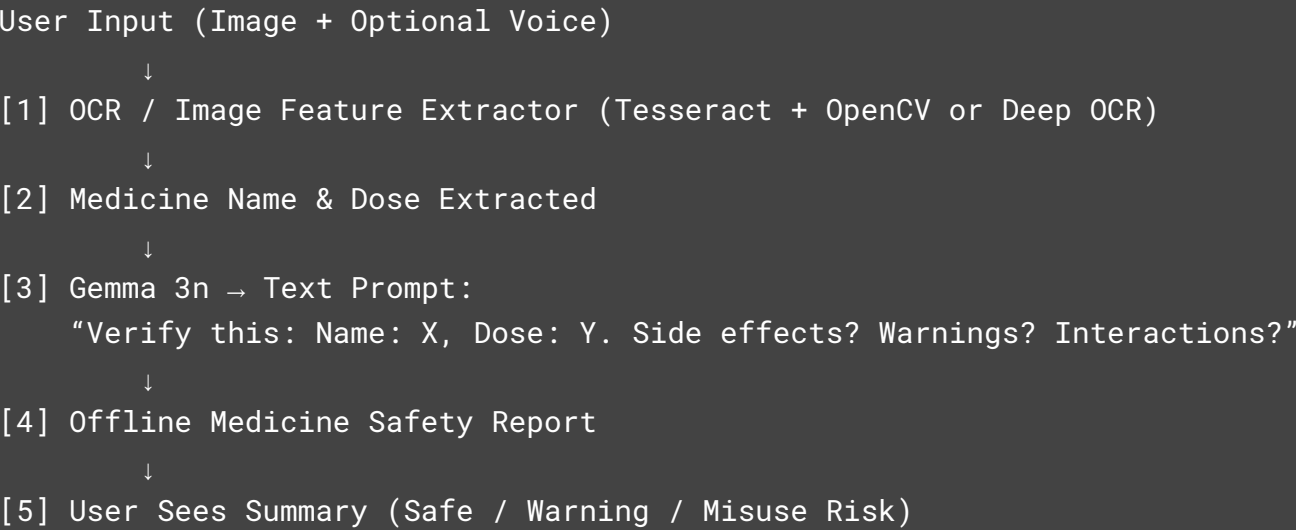 User Input (Image + Optional Voice)
↓
[1] OCR / Image Feature Extractor (Tesseract + OpenCV or Deep OCR)
↓
[2] Medicine Name & Dose Extracted
↓
[3] Gemma 3n → Text Prompt:
“Verify this: Name: X, Dose: Y. Side effects? Warnings? Interactions?”
↓
[4] Offline Medicine Safety Report
↓
[5] User Sees Summary (Safe / Warning / Misuse Risk)